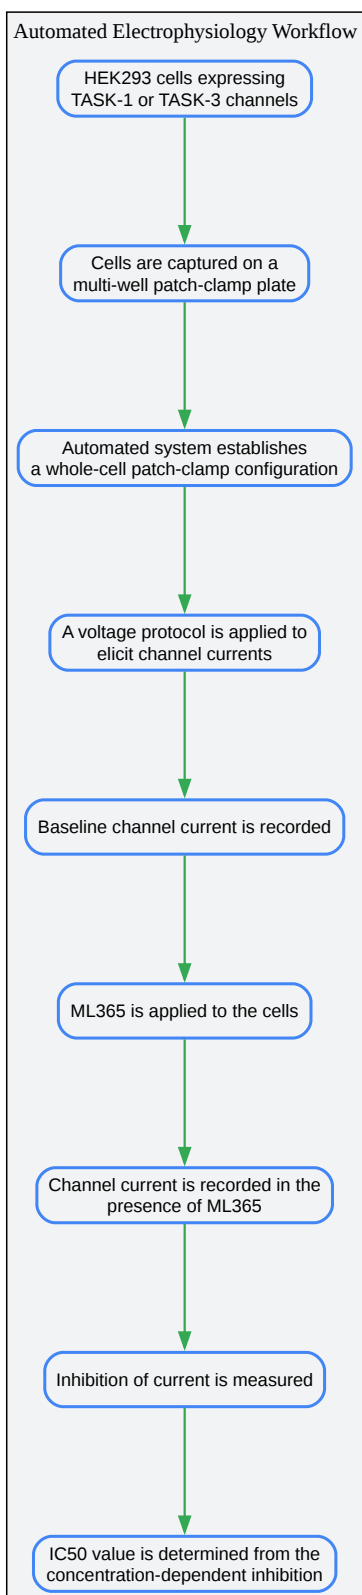 Automated Electrophysiology Workflow
HEK293 cells expressing
TASK-1 or TASK-3 channels
Cells are captured on a
multi-well patch-clamp plate
Automated system establishes
a whole-cell patch-clamp configuration
A voltage protocol is applied to
elicit channel currents
Baseline channel current is recorded
ML365 is applied to the cells
Channel current is recorded in the
presence of ML365
Inhibition of current is measured
IC50 value is determined from the
concentration-dependent inhibition